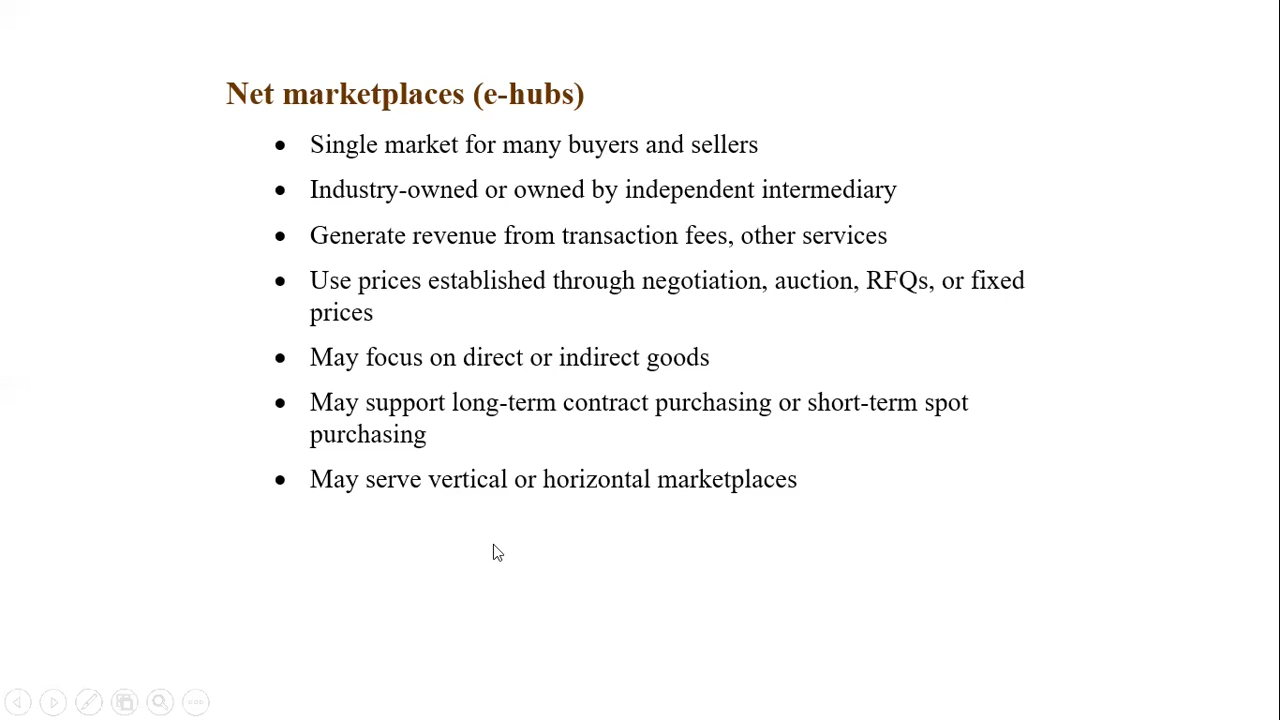 Net marketplaces (e-hubs)
• Single market for many buyers and sellers
• Industry-owned or owned by independent intermediary
• Generate revenue from transaction fees, other services
• Use prices established through negotiation, auction, RFQs, or fixed
prices
• May focus on direct or indirect goods
• May support long-term contract purchasing or short-term spot
purchasing
• May serve vertical or horizontal marketplaces